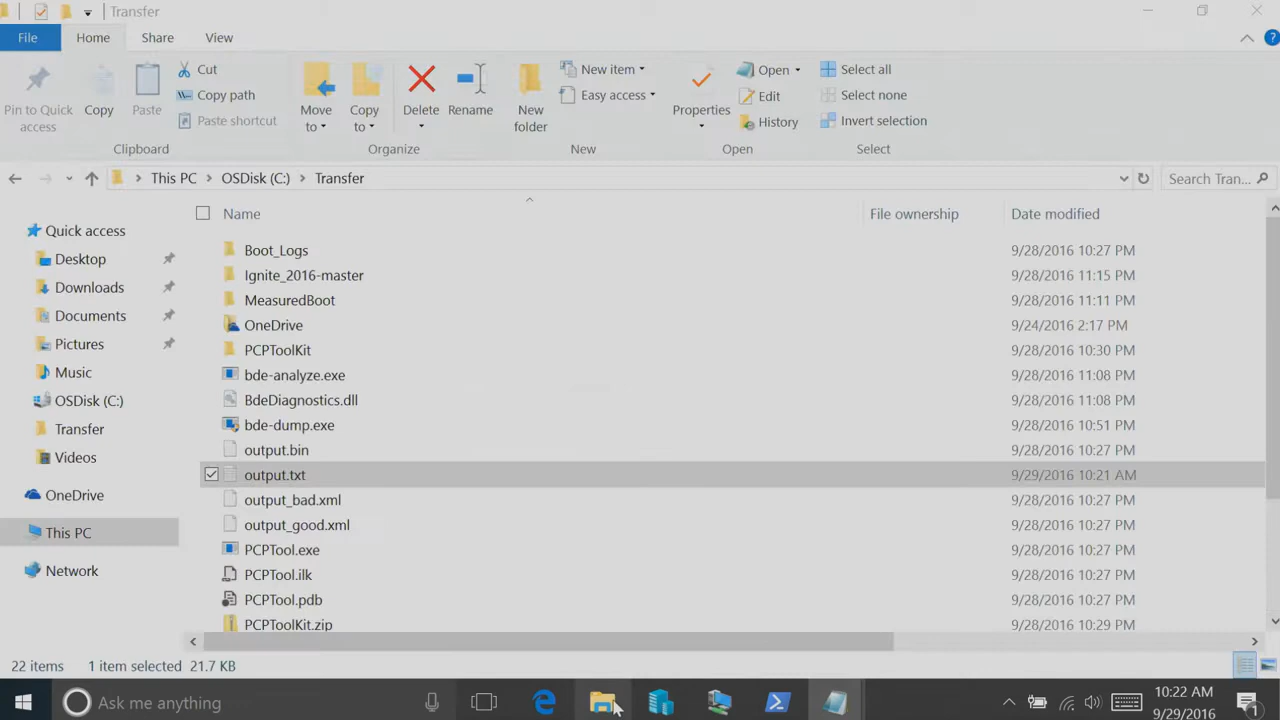 Transfer
File Home Share View
Pin to Quick access
Copy
Paste
Cut
Copy path
Paste shortcut
Clipboard
Move to
Copy to
Delete
Rename
Organize
New folder
New item
Easy access
New
Properties
Open
Edit
History
Open
Select all
Select none
Invert selection
Select
This PC OSDisk (C:) Transfer
Search Tran...
Quick access
Desktop
Downloads
Documents
Pictures
Music
OSDisk (C:)
Transfer
Videos
OneDrive
This PC
Network
Name File ownership Date modified
Boot_Logs 9/28/2016 10:27 PM
Ignite_2016-master 9/28/2016 11:15 PM
MeasuredBoot 9/28/2016 11:11 PM
OneDrive 9/24/2016 2:17 PM
PCPToolKit 9/28/2016 10:30 PM
bde-analyze.exe 9/28/2016 11:08 PM
BdeDiagnostics.dll 9/28/2016 11:08 PM
bde-dump.exe 9/28/2016 10:51 PM
output.bin 9/28/2016 10:27 PM
output.txt 9/29/2016 10:21 AM
output_bad.xml 9/28/2016 10:27 PM
output_good.xml 9/28/2016 10:27 PM
PCPTool.exe 9/28/2016 10:27 PM
PCPTool.ilk 9/28/2016 10:27 PM
PCPTool.pdb 9/28/2016 10:27 PM
PCPToolKit.zip 9/28/2016 10:29 PM
22 items 1 item selected 21.7 KB
Ask me anything
10:22 AM
9/29/2016
1